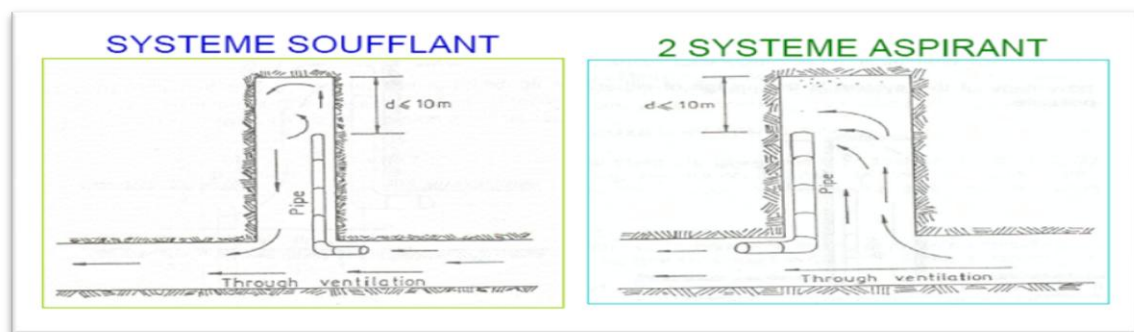 SYSTEME SOUFFLANT
d⩽10m
Pipe
Through ventilation
2 SYSTEME ASPIRANT
d⩽10m
Pipe
Through ventilation